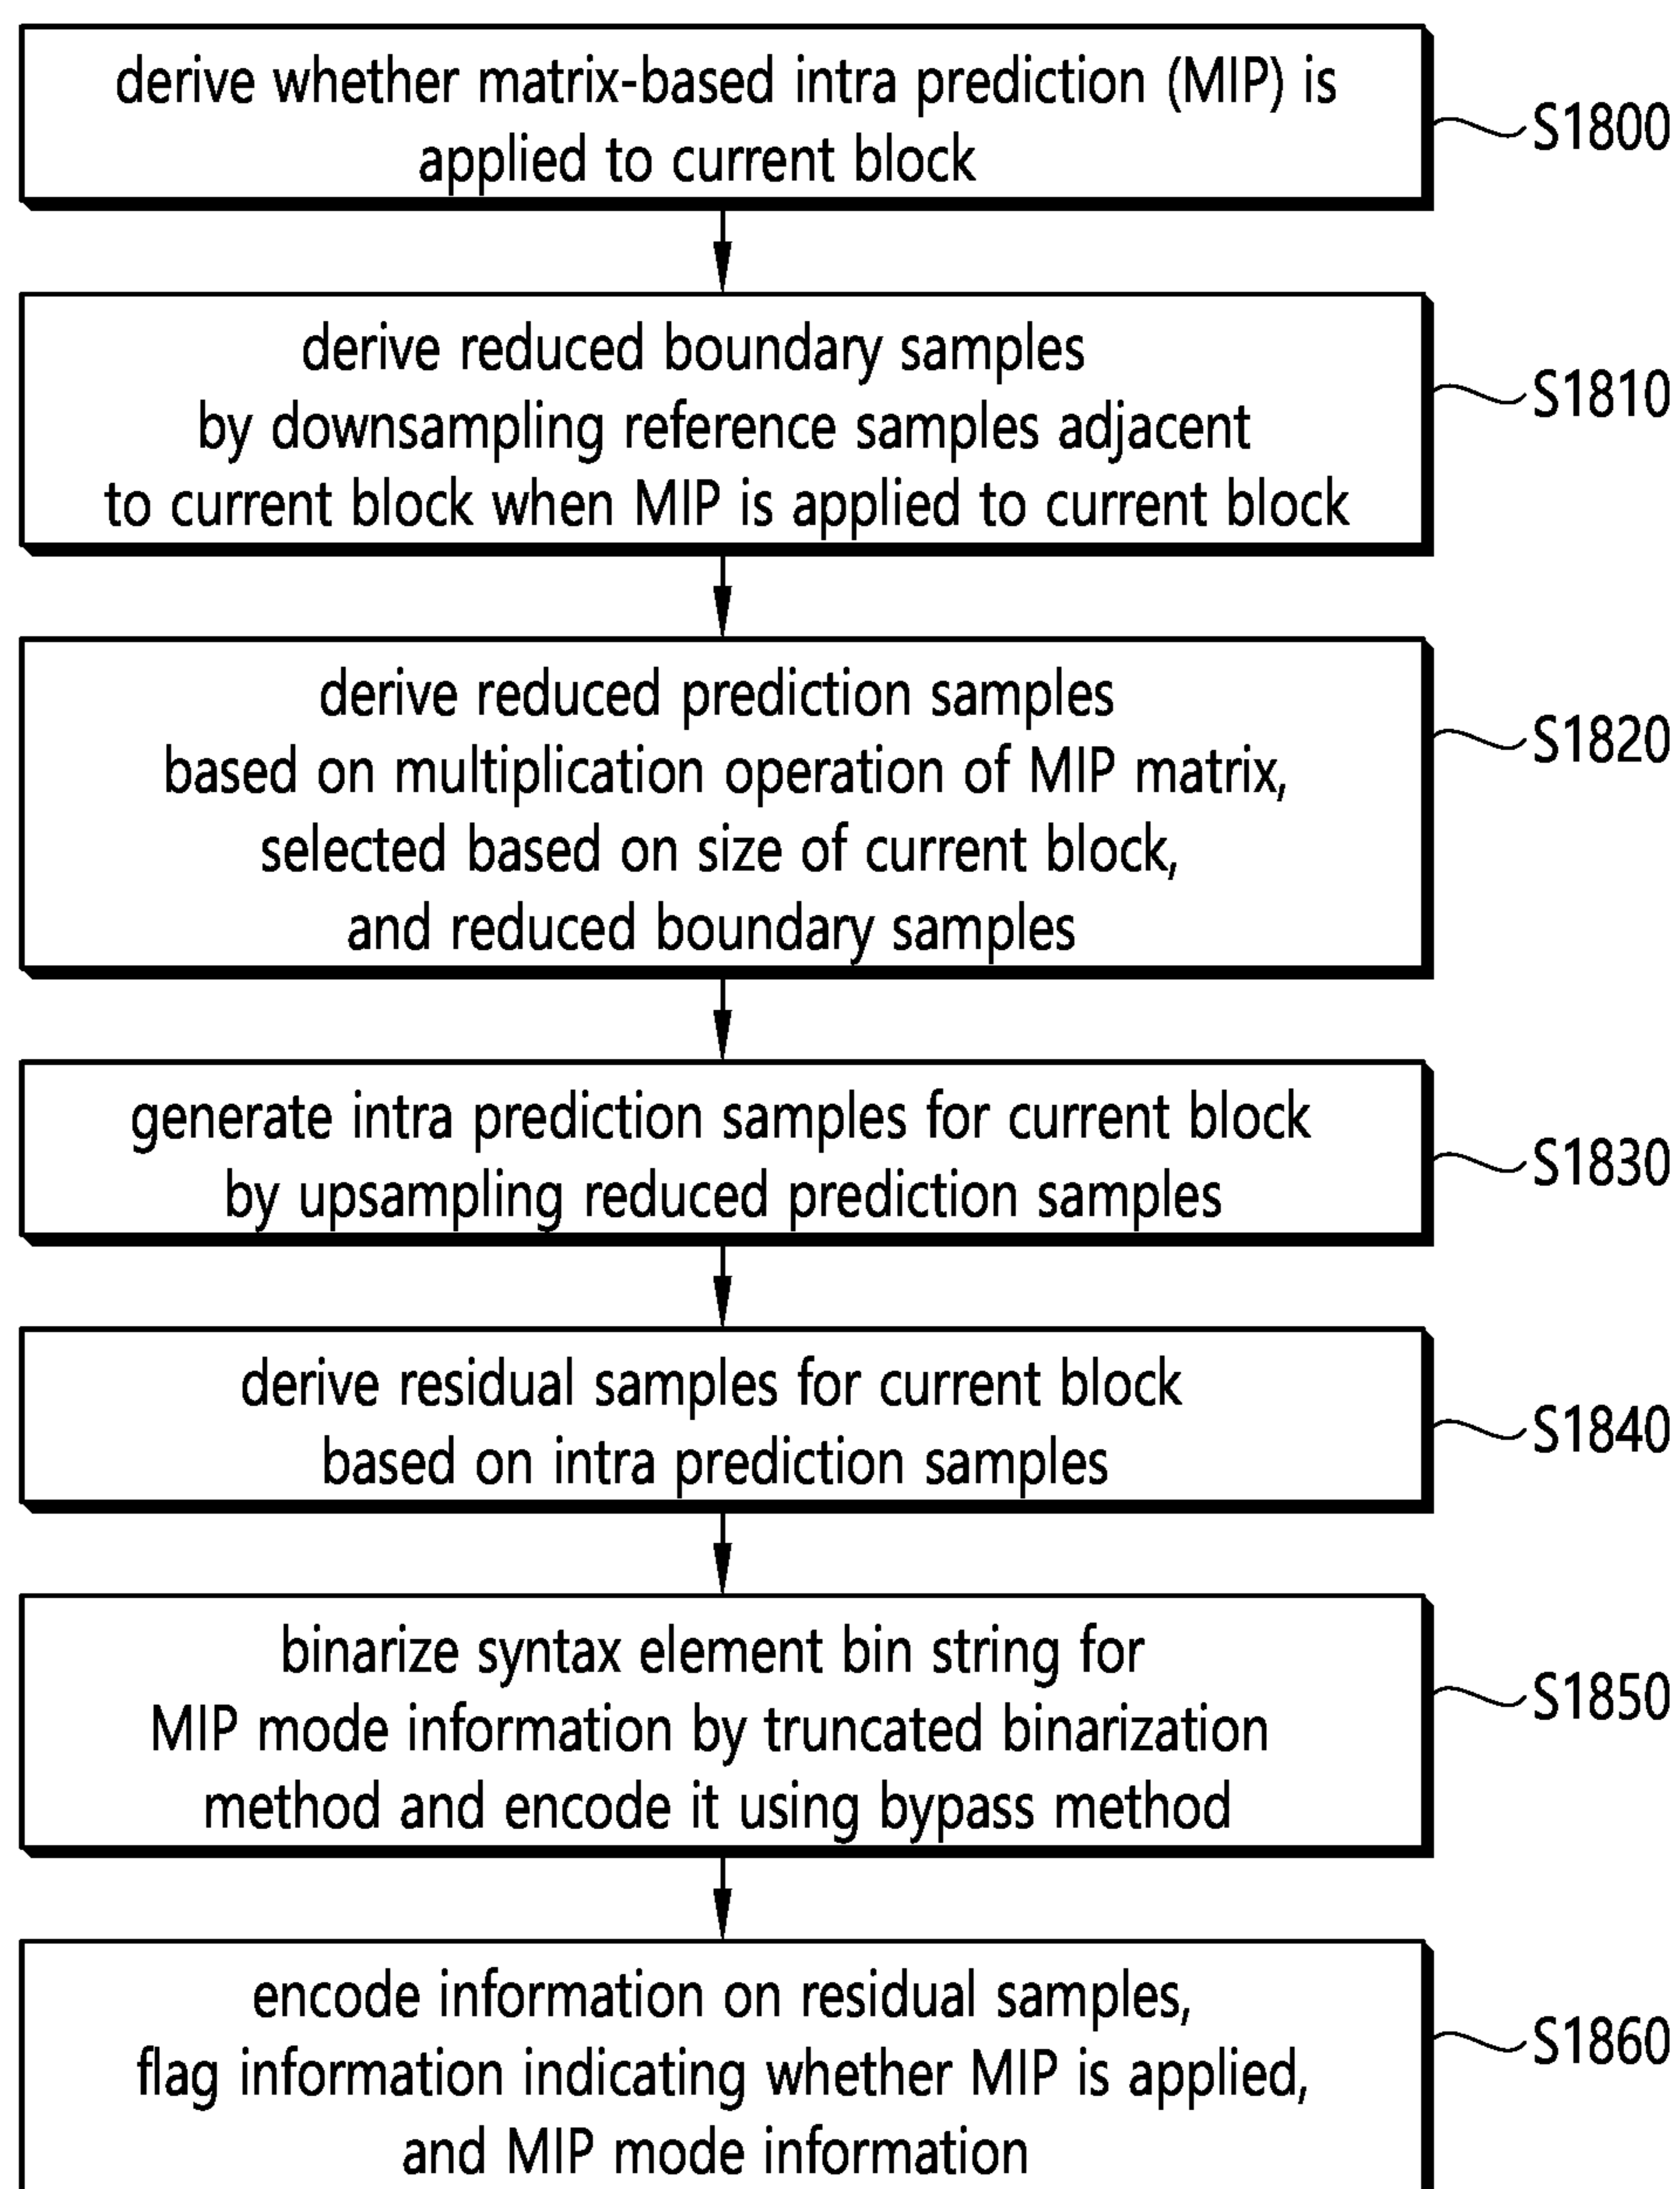 derive whether matrix-based intra prediction (MIP) is
applied to current block
S1800
derive reduced boundary samples
by downsampling reference samples adjacent
to current block when MIP is applied to current block
S1810
derive reduced prediction samples
based on multiplication operation of MIP matrix,
selected based on size of current block,
and reduced boundary samples
S1820
generate intra prediction samples for current block
by upsampling reduced prediction samples
S1830
derive residual samples for current block
based on intra prediction samples
S1840
binarize syntax element bin string for
MIP mode information by truncated binarization
method and encode it using bypass method
S1850
encode information on residual samples,
flag information indicating whether MIP is applied,
and MIP mode information
S1860